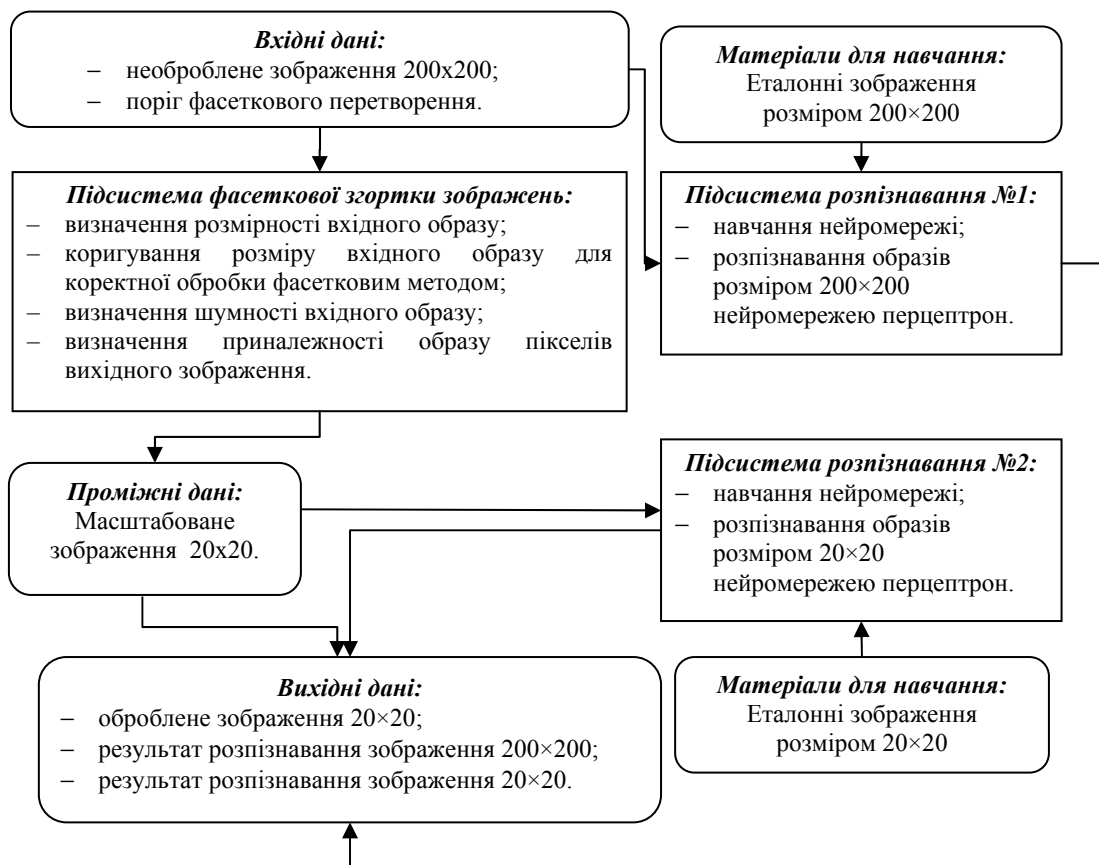 Вхідні дані:
– необроблене зображення 200x200;
– поріг фасеткового перетворення.
Матеріали для навчання:
Еталонні зображення
розміром 200×200
Підсистема фасеткової згортки зображень:
– визначення розмірності вхідного образу;
– коригування розміру вхідного образу для
коректної обробки фасетковим методом;
– визначення шумності вхідного образу;
– визначення приналежності образу пікселів
вихідного зображення.
Підсистема розпізнавання №1:
– навчання нейромережі;
– розпізнавання образів
розміром 200×200
нейромережею перцептрон.
Проміжні дані:
Масштабоване
зображення 20x20.
Підсистема розпізнавання №2:
– навчання нейромережі;
– розпізнавання образів
розміром 20×20
нейромережею перцептрон.
Вихідні дані:
– оброблене зображення 20×20;
– результат розпізнавання зображення 200×200;
– результат розпізнавання зображення 20×20.
Матеріали для навчання:
Еталонні зображення
розміром 20×20